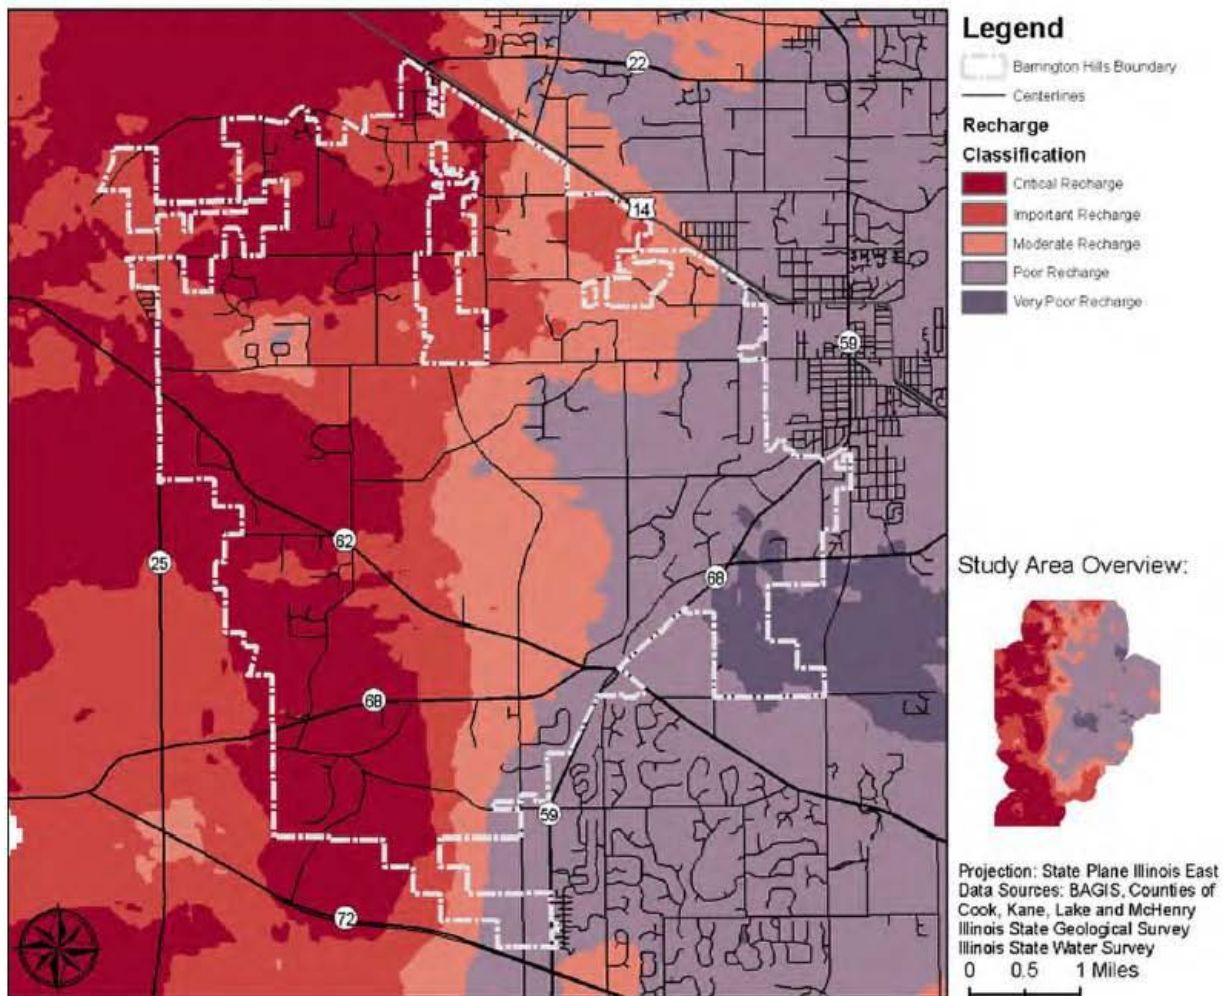 22
14
59
62
25
68
68
59
72
Legend
Barrington Hills Boundary
Centerlines
Recharge
Classification
Critical Recharge
Important Recharge
Moderate Recharge
Poor Recharge
Very Poor Recharge
Study Area Overview:
Projection: State Plane Illinois East
Data Sources: BAGIS, Counties of
Cook, Kane, Lake and McHenry
Illinois State Geological Survey
Illinois State Water Survey
0 0.5 1 Miles